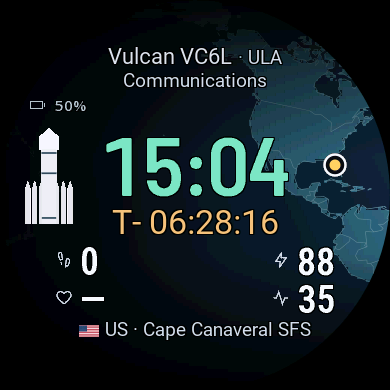 Vulcan VC6L · ULA
Communications
50%
15:04
T- 06:28:16
0
88
—
35
US · Cape Canaveral SFS